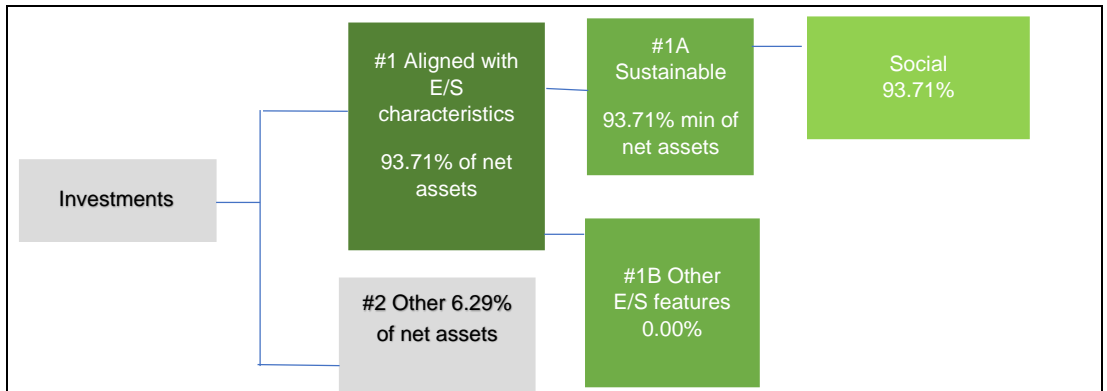 Investments
#1 Aligned with
E/S
characteristics
93.71% of net
assets
#2 Other 6.29%
of net assets
#1A
Sustainable
93.71% min of
net assets
#1B Other
E/S features
0.00%
Social
93.71%